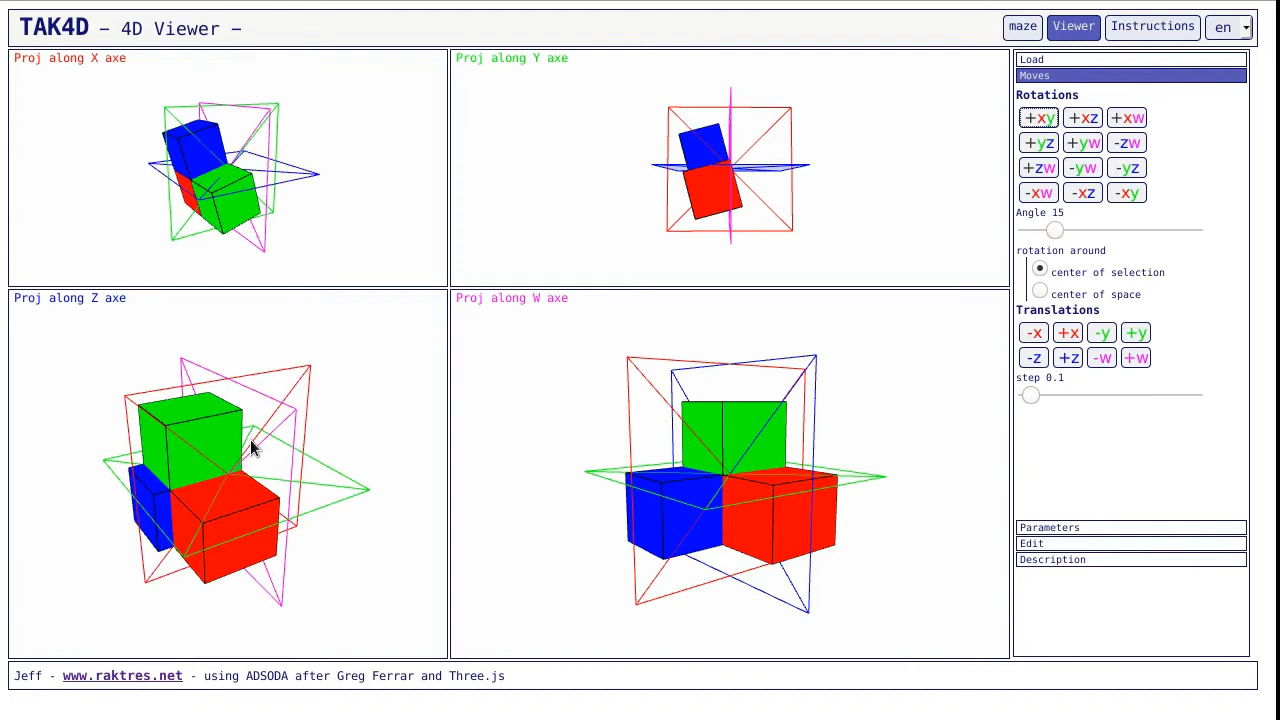 TAK4D – 4D Viewer –
maze Viewer Instructions en
Proj along X axe
Proj along Y axe
Proj along Z axe
Proj along W axe
Load
Moves
Rotations
+xy +xz +xw
+yz +yw -zw
+zw -yw -yz
-xw -xz -xy
Angle 15
rotation around
center of selection
center of space
Translations
-x +x -y +y
-z +z -w +w
step 0.1
Parameters
Edit
Description
Jeff - www.raktres.net - using ADSODA after Greg Ferrar and Three.js